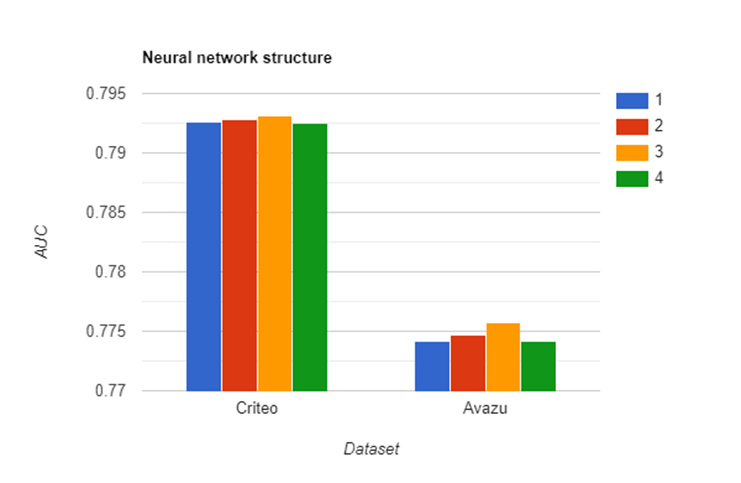 Neural network structure
0.795
0.79
0.785
0.78
0.775
0.77
AUC
1
2
3
4
Criteo
Avazu
Dataset